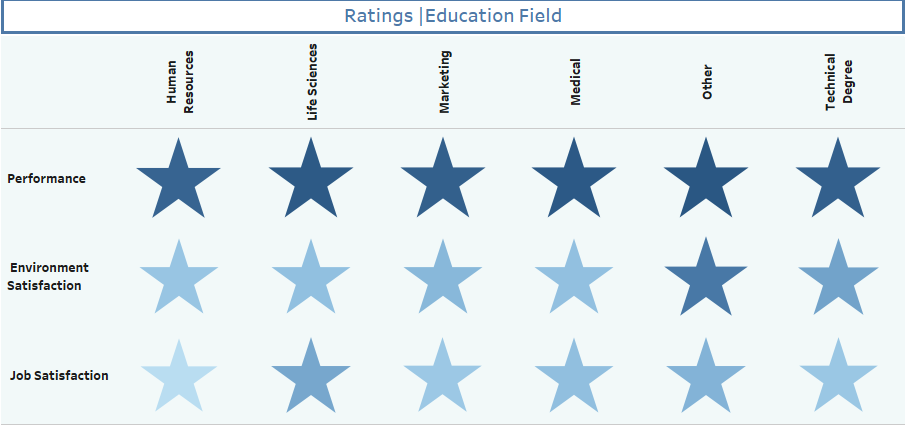 Ratings |Education Field
Human
Resources
Life Sciences
Marketing
Medical
Other
Technical
Degree
Performance
Environment
Satisfaction
Job Satisfaction